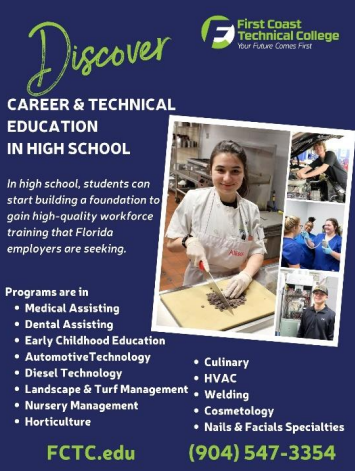 Discover
First Coast
Technical College
Your Future Comes First
CAREER & TECHNICAL
EDUCATION
IN HIGH SCHOOL
In high school, students can
start building a foundation to
gain high-quality workforce
training that Florida
employers are seeking.
Programs are in
• Medical Assisting
• Dental Assisting
• Early Childhood Education
• AutomotiveTechnology
• Diesel Technology
• Landscape & Turf Management
• Nursery Management
• Horticulture
• Culinary
• HVAC
• Welding
• Cosmetology
• Nails & Facials Specialties
FCTC.edu
(904) 547-3354